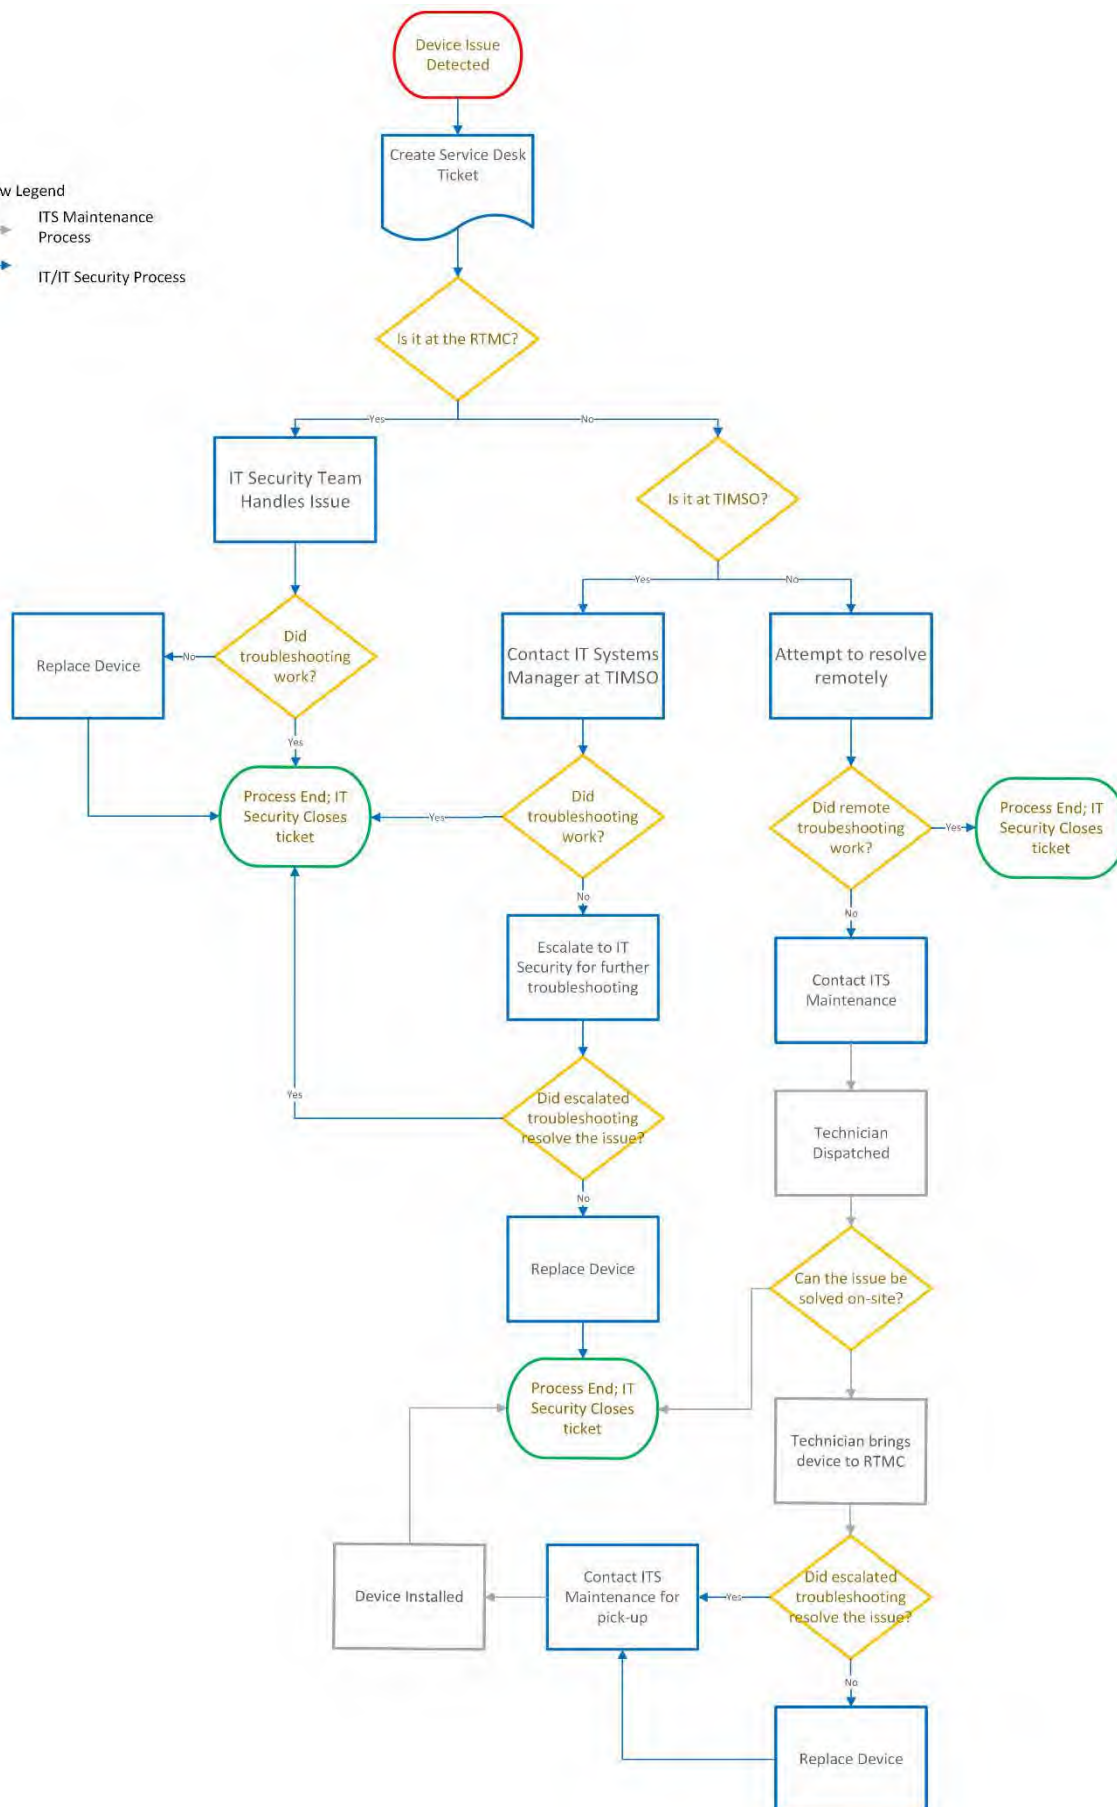 Device Issue
Detected
Create Service Desk
Ticket
w Legend
ITS Maintenance
Process
IT/IT Security Process
Is it at the RTMC?
Yes
No
IT Security Team
Handles Issue
Is it at TIMSO?
Yes
No
Replace Device
No
Did
troubleshooting
work?
Contact IT Systems
Manager at TIMSO
Attempt to resolve
remotely
Yes
Process End; IT
Security Closes
ticket
Yes
Did
troubleshooting
work?
Did remote
troubeshooting
work?
Yes
Process End; IT
Security Closes
ticket
No
No
Escalate to IT
Security for further
troubleshooting
Contact ITS
Maintenance
Yes
Did escalated
troubleshooting
resolve the issue?
Technician
Dispatched
No
Replace Device
Can the issue be
solved on-site?
Process End; IT
Security Closes
ticket
Technician brings
device to RTMC
Device Installed
Contact ITS
Maintenance for
pick-up
Yes
Did escalated
troubleshooting
resolve the issue?
No
Replace Device